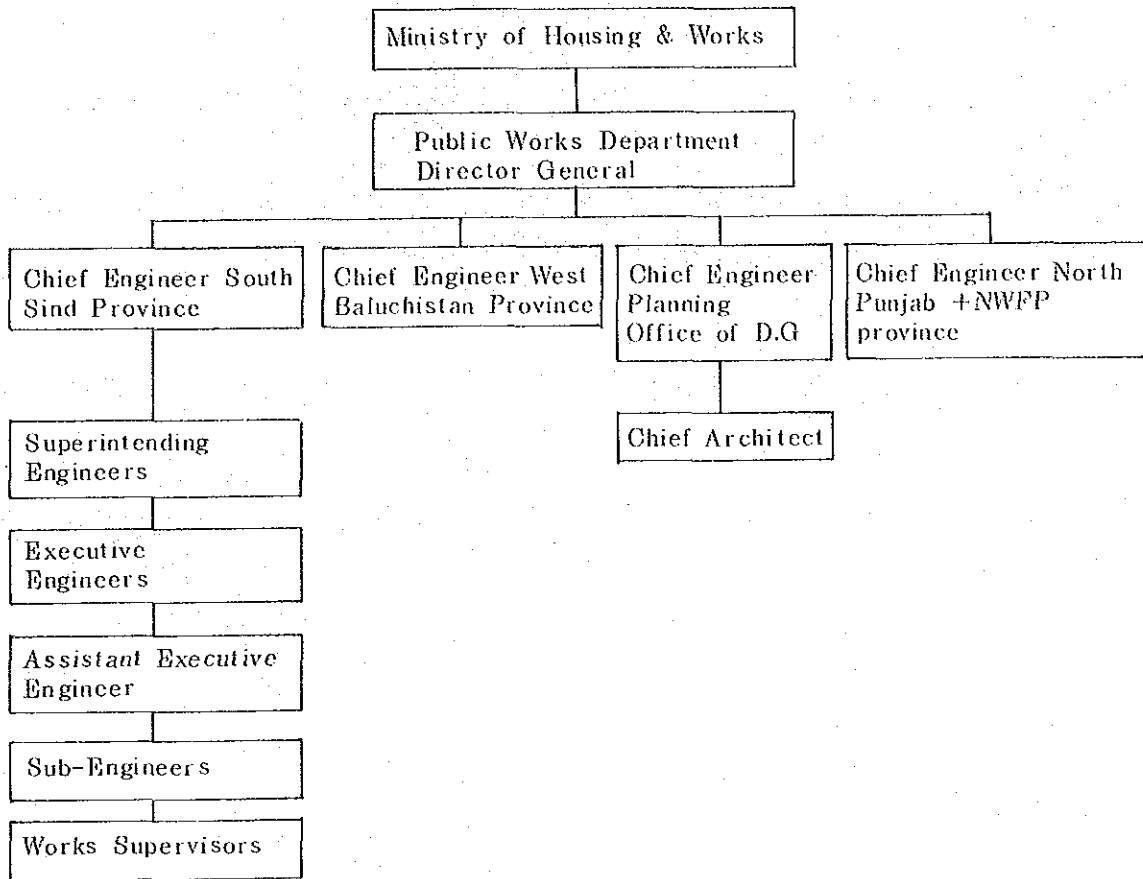 Ministry of Housing & Works
Public Works Department
Director General
Chief Engineer South
Sind Province
Chief Engineer West
Baluchistan Province
Chief Engineer
Planning
Office of D.G
Chief Engineer North
Punjab +NWFP
province
Superintending
Engineers
Chief Architect
Executive
Engineers
Assistant Executive
Engineer
Sub-Engineers
Works Supervisors